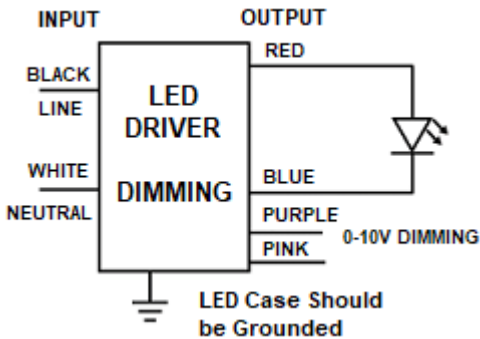 INPUT
OUTPUT
BLACK
LINE
WHITE
NEUTRAL
LED
DRIVER
DIMMING
RED
BLUE
PURPLE
PINK
0-10V DIMMING
LED Case Should
be Grounded